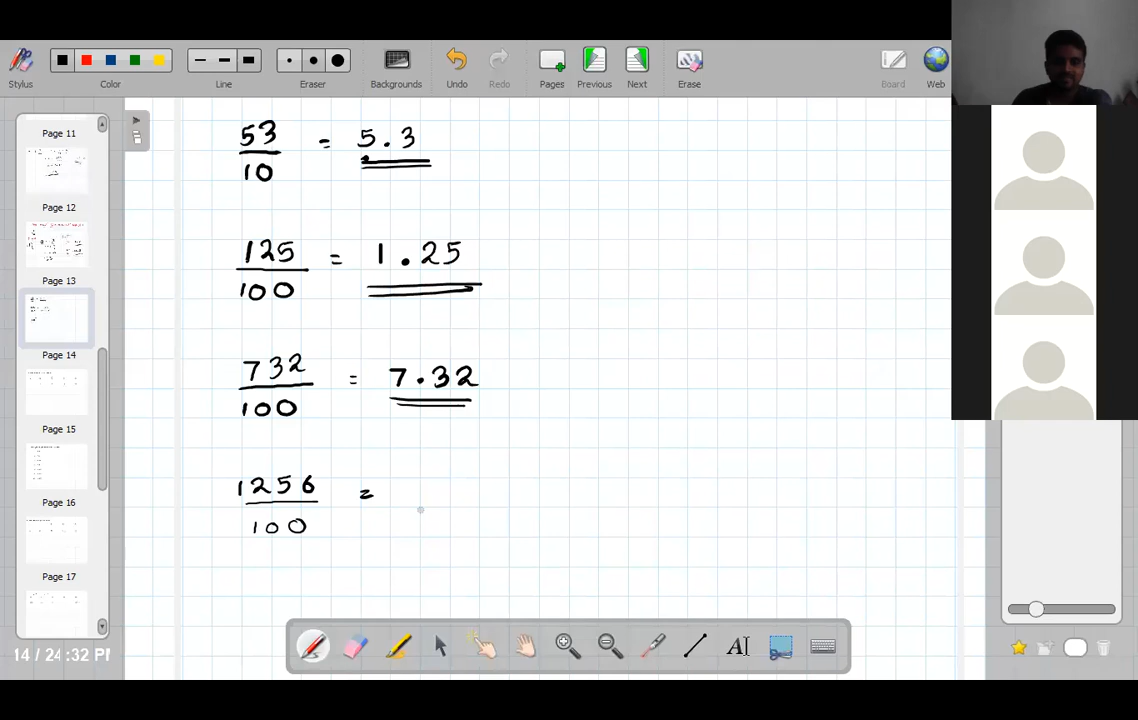 Stylus Color Line Eraser Backgrounds Undo Redo Pages Previous Next Erase Board Web
Page 11
Page 12
Page 13
Page 14
Page 15
Page 16
Page 17
14 / 24
:32 PM
53/10 = 5.3
125/100 = 1.25
732/100 = 7.32
1256/100 =